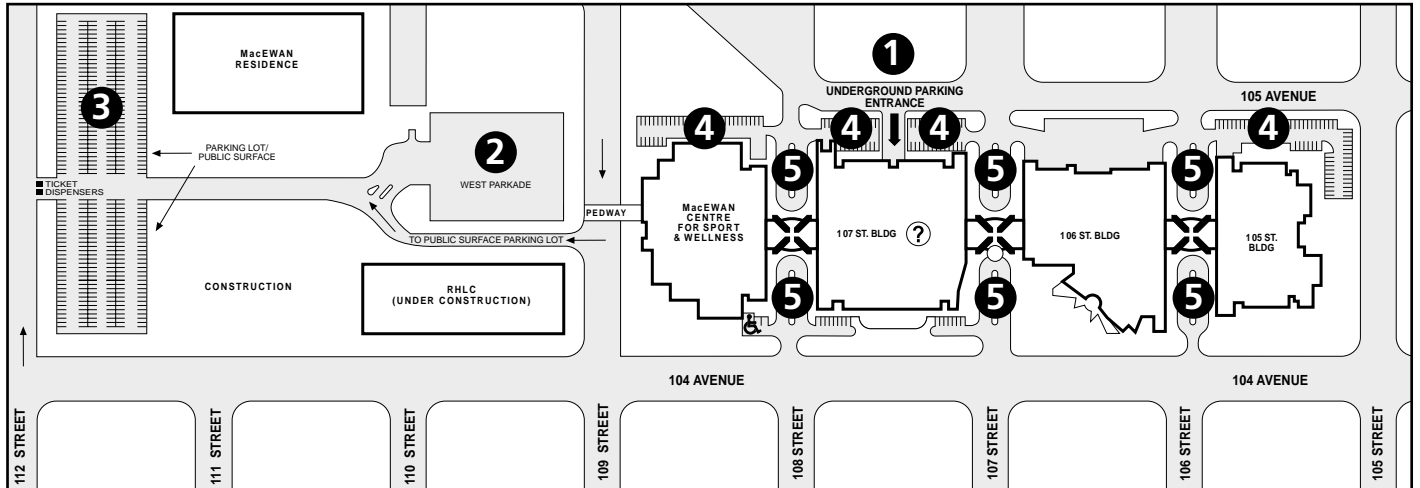 MacEWAN
RESIDENCE
1
UNDERGROUND PARKING
ENTRANCE
105 AVENUE
3
4
4
4
4
2
PARKING LOT/
PUBLIC SURFACE
WEST PARKADE
5
5
5
TICKET
DISPENSERS
PEDWAY
MacEWAN
CENTRE
FOR SPORT
& WELLNESS
107 ST. BLDG
?
106 ST. BLDG
105 ST.
BLDG
TO PUBLIC SURFACE PARKING LOT
CONSTRUCTION
RHLC
(UNDER CONSTRUCTION)
5
5
5
104 AVENUE
104 AVENUE
112 STREET
111 STREET
110 STREET
109 STREET
108 STREET
107 STREET
106 STREET
105 STREET